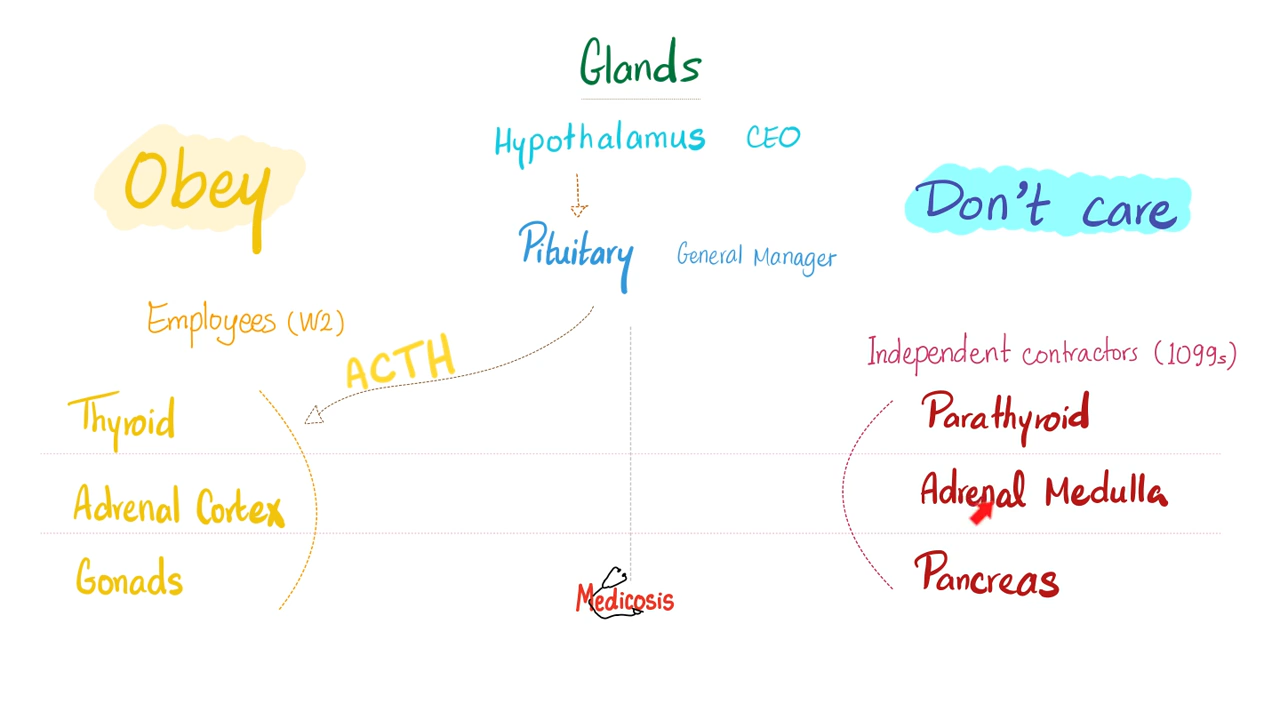 Glands
Hypothalamus CEO
Obey
Don't care
Pituitary General Manager
Employees (W2)
ACTH
Independent contractors (1099s)
Thyroid
Parathyroid
Adrenal Cortex
Adrenal Medulla
Gonads
Pancreas
Medicosis